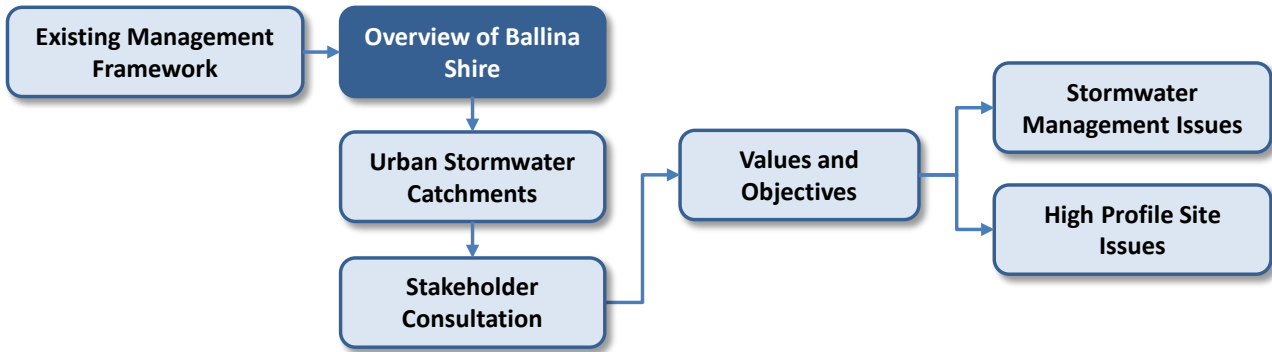 Existing Management
Framework
Overview of Ballina
Shire
Urban Stormwater
Catchments
Stakeholder
Consultation
Values and
Objectives
Stormwater
Management Issues
High Profile Site
Issues